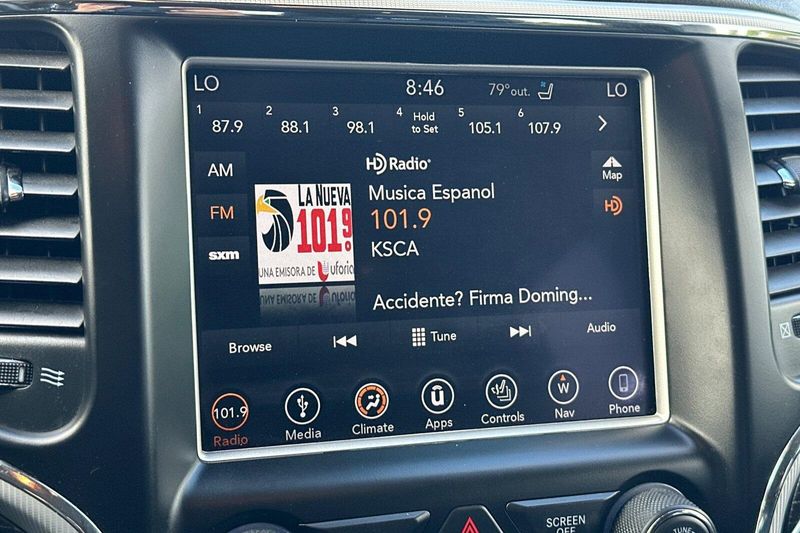 LO 8:46 79°out. LO
1 87.9 2 88.1 3 98.1 4 Hold to Set 5 105.1 6 107.9
AM
HD Radio
Map
Musica Espanol
FM
101.9
HD
sxm
KSCA
LA NUEVA
101.9
UNA EMISORA DE uforia
Accidente? Firma Doming...
Browse Tune Audio
101.9 W
Radio Media Climate Apps Controls Nav Phone
SCREEN
OFF
TUNE